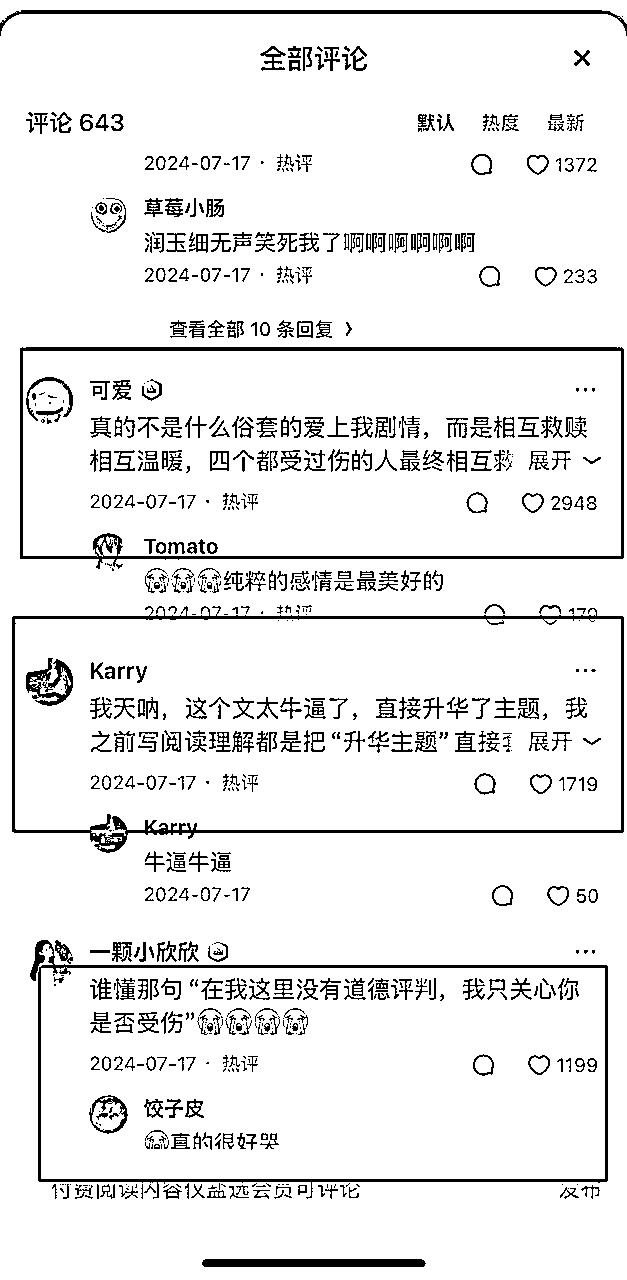 全部评论
评论 643 默认 热度 最新
2024-07-17 · 热评 1372
草莓小肠
润玉细无声笑死我了啊啊啊啊啊啊
2024-07-17 · 热评 233
查看全部 10 条回复
可爱
真的不是什么俗套的爱上我剧情，而是相互救赎
相互温暖，四个都受过伤的人最终相互救 展开
2024-07-17 · 热评 2948
Tomato
😭😭😭纯粹的感情是最美好的
2024-07-17 · 热评 170
Karry
我天呐，这个文太牛逼了，直接升华了主题，我
之前写阅读理解都是把“升华主题”直接 展开
2024-07-17 · 热评 1719
Karry
牛逼牛逼
2024-07-17 50
一颗小欣欣
谁懂那句“在我这里没有道德评判，我只关心你
是否受伤”😭😭😭😭
2024-07-17 · 热评 1199
饺子皮
😭真的很好哭
付费阅读内容仅盐选会员可评论 发布